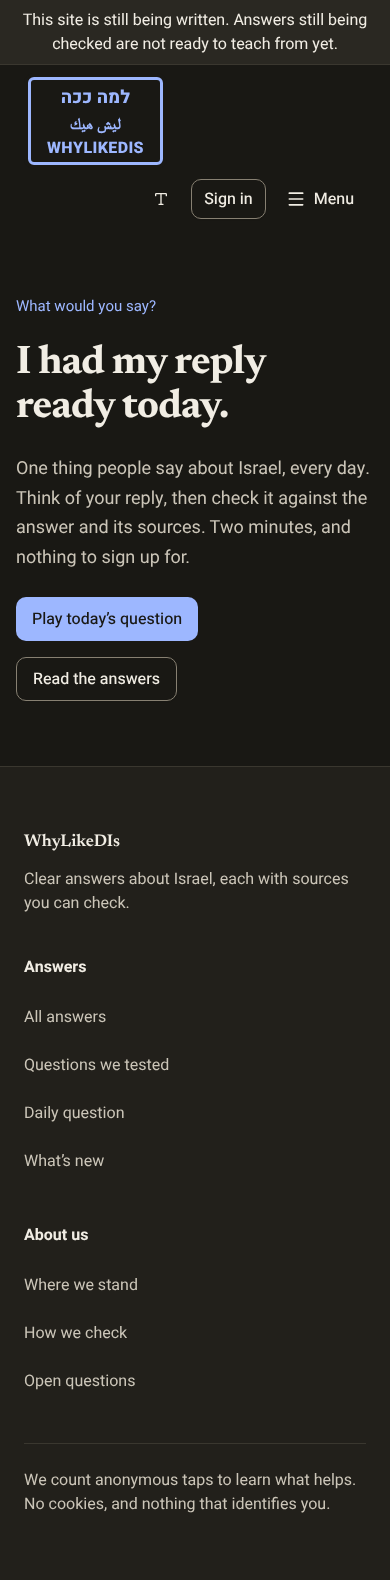 This site is still being written. Answers still being
checked are not ready to teach from yet.
למה ככה
ليش هيك
WHYLIKEDIS
T
Sign in
Menu
What would you say?
I had my reply
ready today.
One thing people say about Israel, every day.
Think of your reply, then check it against the
answer and its sources. Two minutes, and
nothing to sign up for.
Play today’s question
Read the answers
WhyLikeDIs
Clear answers about Israel, each with sources
you can check.
Answers
All answers
Questions we tested
Daily question
What’s new
About us
Where we stand
How we check
Open questions
We count anonymous taps to learn what helps.
No cookies, and nothing that identifies you.